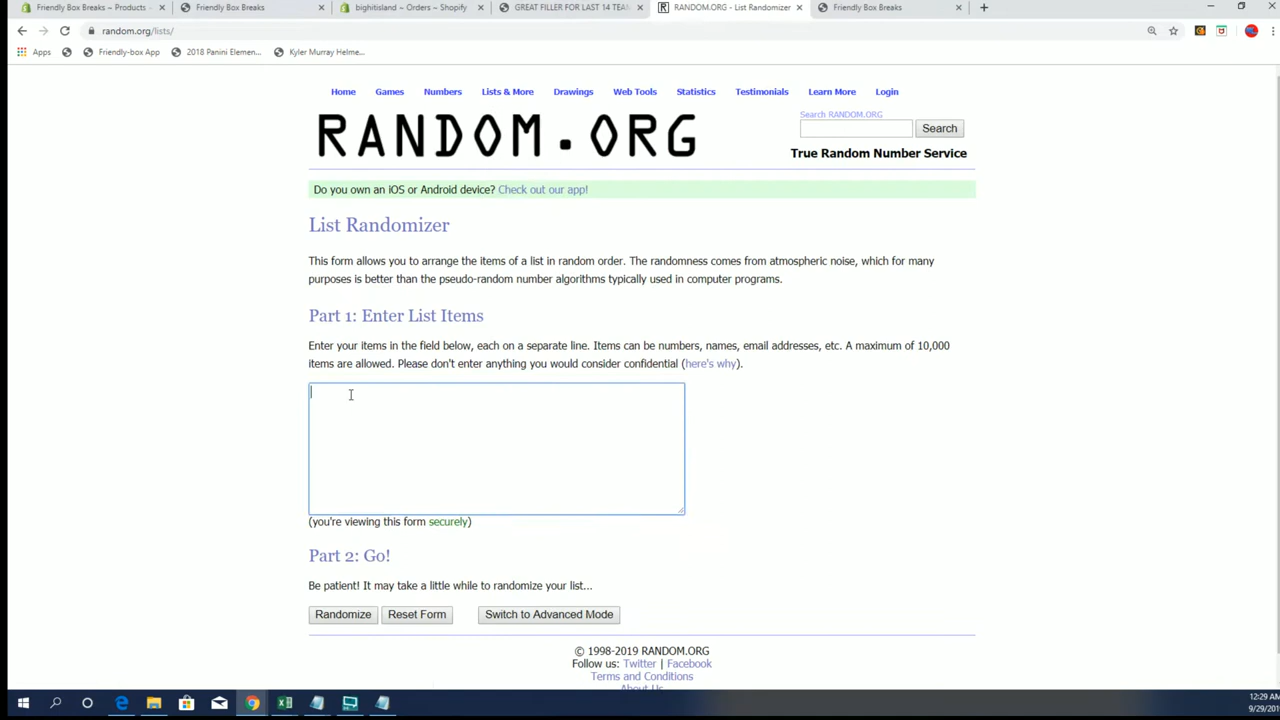 Friendly Box Breaks ~ Products ~
Friendly Box Breaks
bighitisland ~ Orders ~ Shopify
GREAT FILLER FOR LAST 14 TEAM
RANDOM.ORG - List Randomizer
Friendly Box Breaks
random.org/lists/
Apps
Friendly-box App
2018 Panini Elemen...
Kyler Murray Helme...
Home Games Numbers Lists & More Drawings Web Tools Statistics Testimonials Learn More Login
RANDOM.ORG
Search RANDOM.ORG
Search
True Random Number Service
Do you own an iOS or Android device? Check out our app!
List Randomizer
This form allows you to arrange the items of a list in random order. The randomness comes from atmospheric noise, which for many
purposes is better than the pseudo-random number algorithms typically used in computer programs.
Part 1: Enter List Items
Enter your items in the field below, each on a separate line. Items can be numbers, names, email addresses, etc. A maximum of 10,000
items are allowed. Please don't enter anything you would consider confidential (here's why).
(you're viewing this form securely)
Part 2: Go!
Be patient! It may take a little while to randomize your list...
Randomize Reset Form Switch to Advanced Mode
© 1998-2019 RANDOM.ORG
Follow us: Twitter | Facebook
Terms and Conditions
About Us
12:29 AM
9/29/201